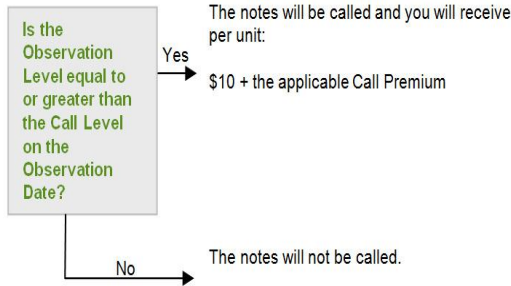 Is the
Observation
Level equal to
or greater than
the Call Level
on the
Observation
Date?
Yes
The notes will be called and you will receive
per unit:
$10 + the applicable Call Premium
No
The notes will not be called.